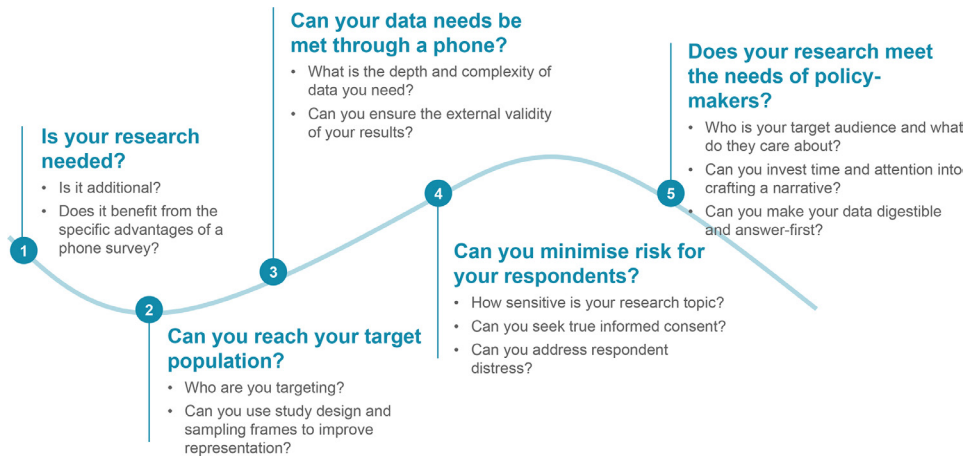 1
Is your research
needed?
• Is it additional?
• Does it benefit from the
specific advantages of a
phone survey?
2
Can you reach your target
population?
• Who are you targeting?
• Can you use study design and
sampling frames to improve
representation?
3
Can your data needs be
met through a phone?
• What is the depth and complexity of
data you need?
• Can you ensure the external validity
of your results?
4
Can you minimise risk for
your respondents?
• How sensitive is your research topic?
• Can you seek true informed consent?
• Can you address respondent
distress?
5
Does your research meet
the needs of policy-
makers?
• Who is your target audience and what
do they care about?
• Can you invest time and attention into
crafting a narrative?
• Can you make your data digestible
and answer-first?